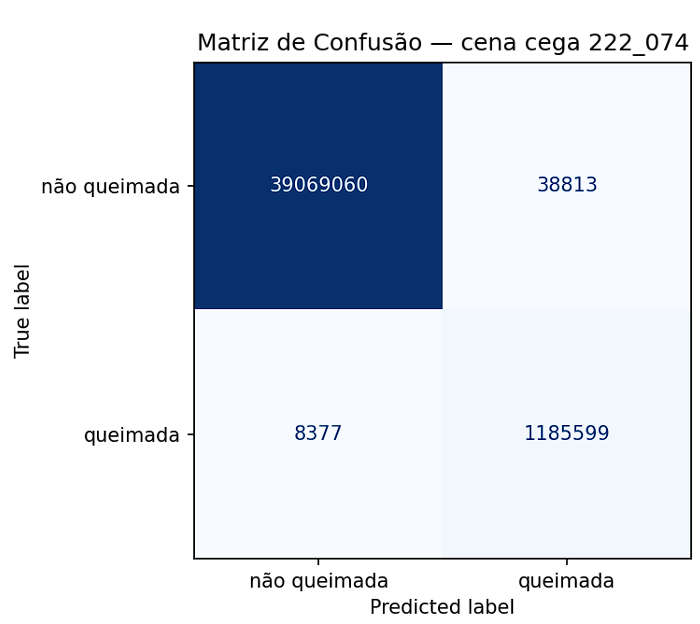 Matriz de Confusão — cena cega 222_074
True label
não queimada
39069060
38813
queimada
8377
1185599
não queimada
queimada
Predicted label